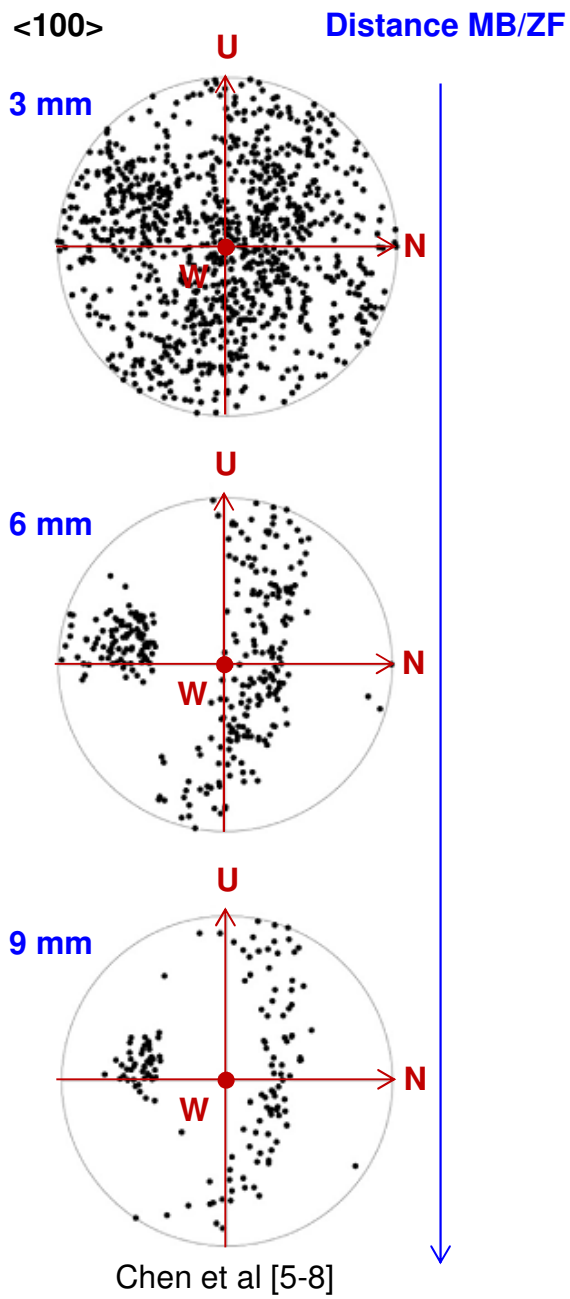 <100> Distance MB/ZF
U
3 mm
N
W
U
6 mm
N
W
U
9 mm
N
W
Chen et al [5-8]